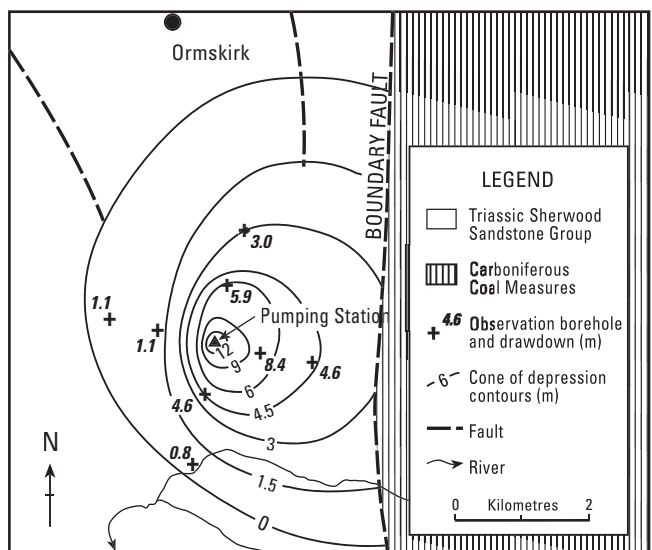 Ormskirk
BOUNDARY FAULT
3.0
5.9
Pumping Station
1.1
1.1
12
9
8.4
4.6
6
4.6
4.5
3
0.8
1.5
0
N
LEGEND
Triassic Sherwood
Sandstone Group
Carboniferous
Coal Measures
4.6 Observation borehole
and drawdown (m)
6 Cone of depression
contours (m)
Fault
River
0 Kilometres 2